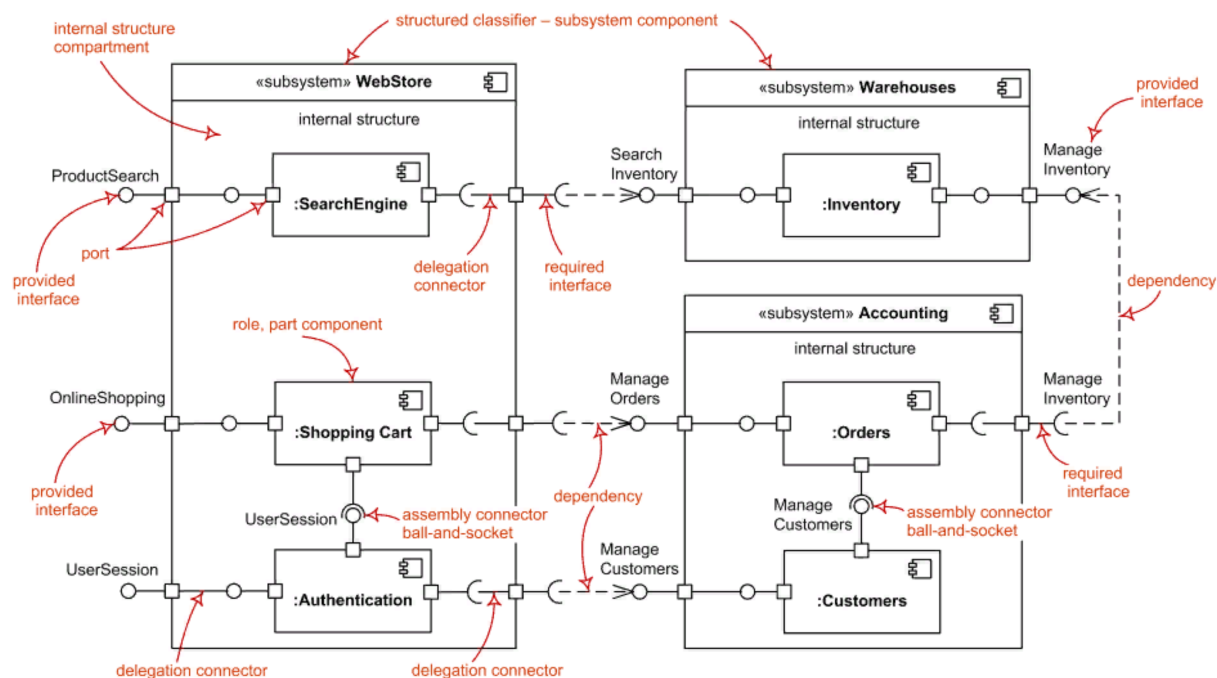 structured classifier – subsystem component
internal structure
compartment
«subsystem» WebStore
internal structure
«subsystem» Warehouses
internal structure
provided
interface
ProductSearch
:SearchEngine
Search
Inventory
:Inventory
Manage
Inventory
port
provided
interface
delegation
connector
required
interface
dependency
role, part component
«subsystem» Accounting
internal structure
OnlineShopping
:Shopping Cart
Manage
Orders
:Orders
Manage
Inventory
provided
interface
dependency
required
interface
UserSession
assembly connector
ball-and-socket
Manage
Customers
assembly connector
ball-and-socket
UserSession
:Authentication
Manage
Customers
:Customers
delegation connector
delegation connector